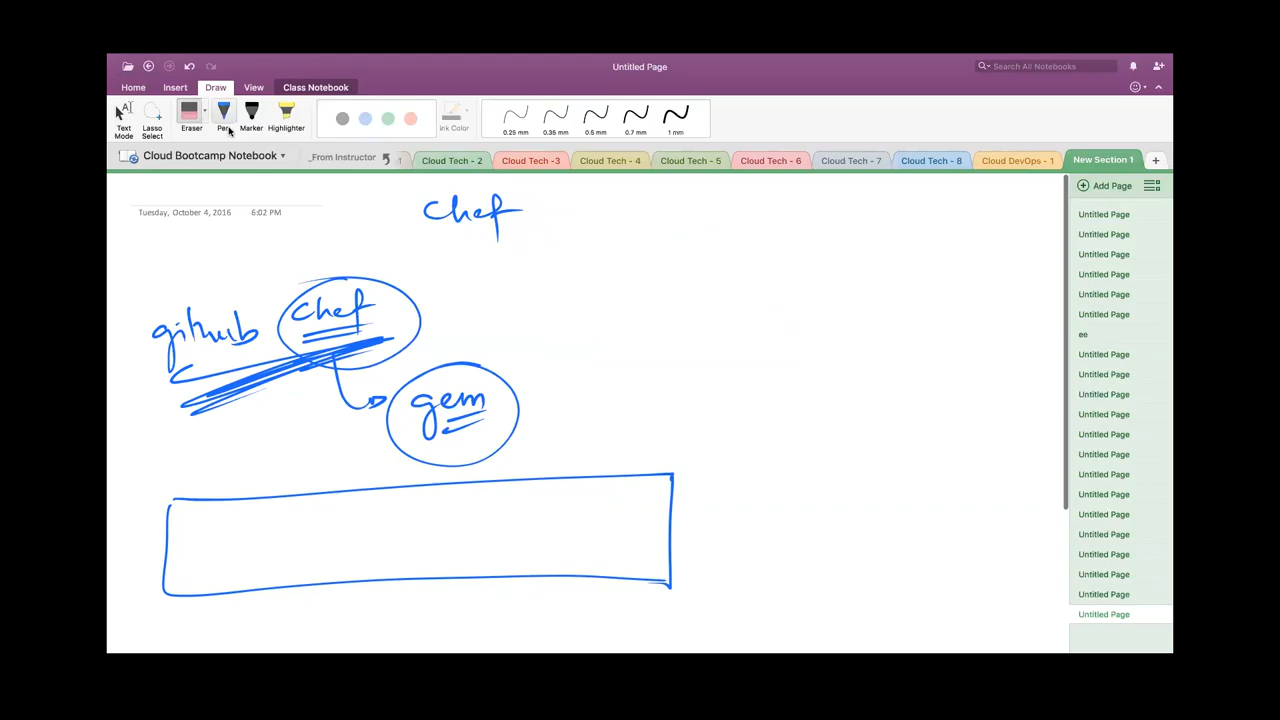 Untitled Page
Search All Notebooks
Home Insert Draw View Class Notebook
Text Mode
Lasso Select
Eraser
Pen
Marker
Highlighter
Ink Color
0.25 mm 0.35 mm 0.5 mm 0.7 mm 1 mm
Cloud Bootcamp Notebook
_From Instructor 1 Cloud Tech - 2 Cloud Tech -3 Cloud Tech - 4 Cloud Tech - 5 Cloud Tech - 6 Cloud Tech - 7 Cloud Tech - 8 Cloud DevOps - 1 New Section 1 +
Add Page
Tuesday, October 4, 2016 6:02 PM
chef
github chef
gem
Untitled Page
Untitled Page
Untitled Page
Untitled Page
Untitled Page
Untitled Page
ee
Untitled Page
Untitled Page
Untitled Page
Untitled Page
Untitled Page
Untitled Page
Untitled Page
Untitled Page
Untitled Page
Untitled Page
Untitled Page
Untitled Page
Untitled Page
Untitled Page